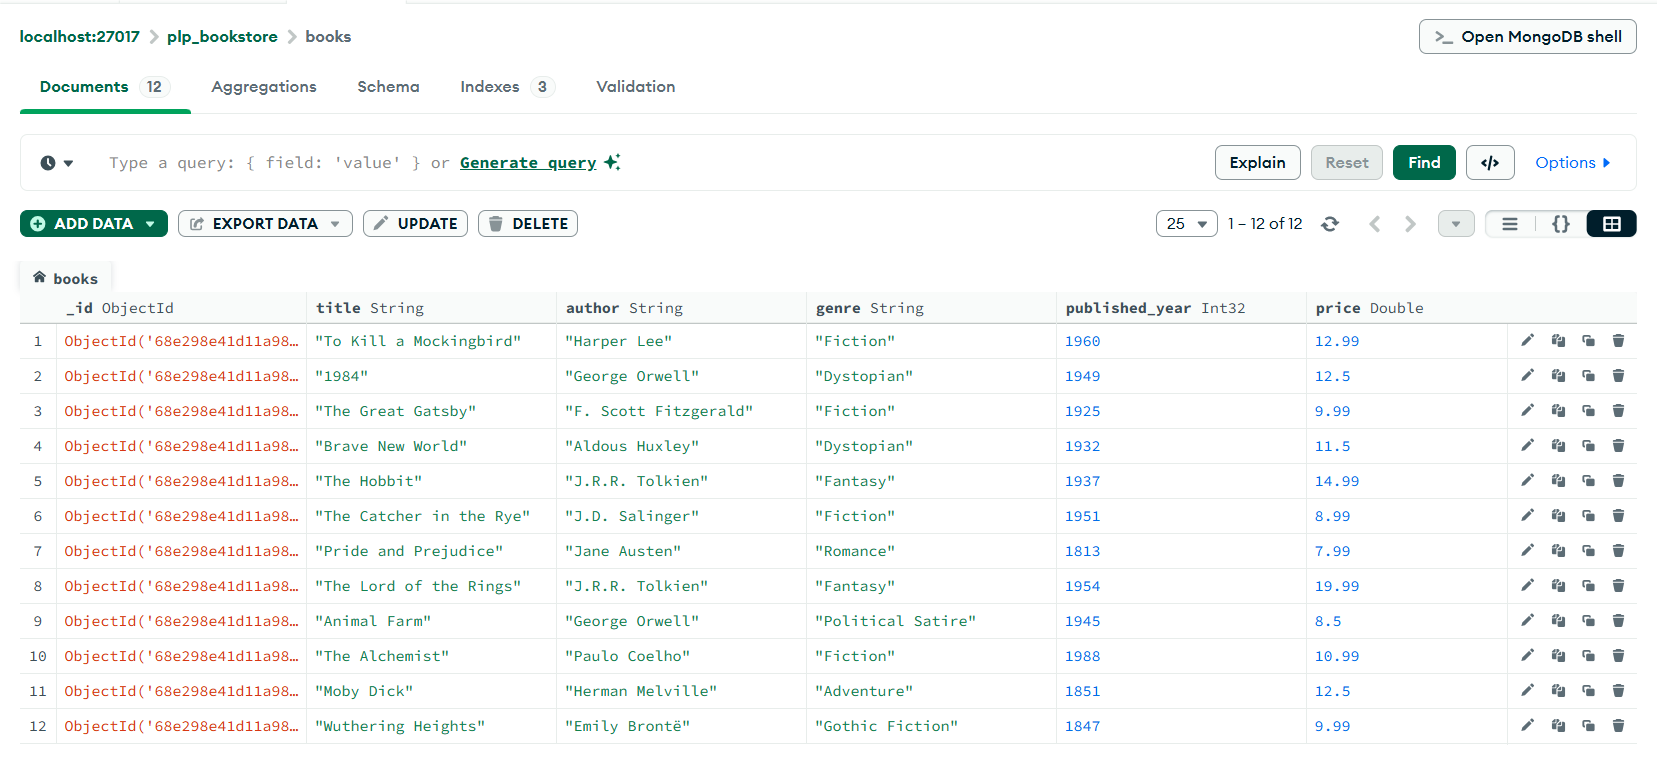 localhost:27017 > plp_bookstore > books
>_ Open MongoDB shell
Documents 12 Aggregations Schema Indexes 3 Validation
Type a query: { field: 'value' } or Generate query
Explain Reset Find </> Options
ADD DATA EXPORT DATA UPDATE DELETE 25 1 – 12 of 12 {}
books
_id ObjectId title String author String genre String published_year Int32 price Double
1 ObjectId('68e298e41d11a98… "To Kill a Mockingbird" "Harper Lee" "Fiction" 1960 12.99
2 ObjectId('68e298e41d11a98… "1984" "George Orwell" "Dystopian" 1949 12.5
3 ObjectId('68e298e41d11a98… "The Great Gatsby" "F. Scott Fitzgerald" "Fiction" 1925 9.99
4 ObjectId('68e298e41d11a98… "Brave New World" "Aldous Huxley" "Dystopian" 1932 11.5
5 ObjectId('68e298e41d11a98… "The Hobbit" "J.R.R. Tolkien" "Fantasy" 1937 14.99
6 ObjectId('68e298e41d11a98… "The Catcher in the Rye" "J.D. Salinger" "Fiction" 1951 8.99
7 ObjectId('68e298e41d11a98… "Pride and Prejudice" "Jane Austen" "Romance" 1813 7.99
8 ObjectId('68e298e41d11a98… "The Lord of the Rings" "J.R.R. Tolkien" "Fantasy" 1954 19.99
9 ObjectId('68e298e41d11a98… "Animal Farm" "George Orwell" "Political Satire" 1945 8.5
10 ObjectId('68e298e41d11a98… "The Alchemist" "Paulo Coelho" "Fiction" 1988 10.99
11 ObjectId('68e298e41d11a98… "Moby Dick" "Herman Melville" "Adventure" 1851 12.5
12 ObjectId('68e298e41d11a98… "Wuthering Heights" "Emily Brontë" "Gothic Fiction" 1847 9.99